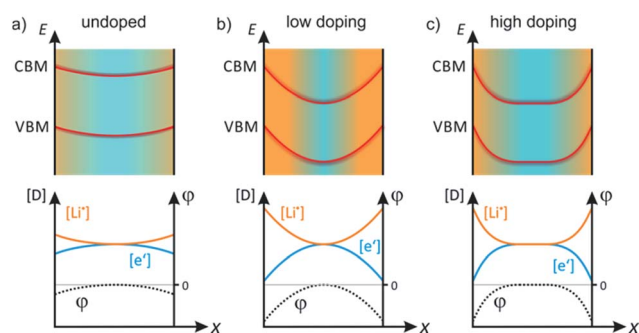 a) undoped
E
CBM
VBM
[D] φ
[Li•]
[e′]
0
φ
b) low doping
E
CBM
VBM
[Li•]
[e′]
0
φ
φ
c) high doping
E
CBM
VBM
[Li•]
[e′]
0
φ
φ
x